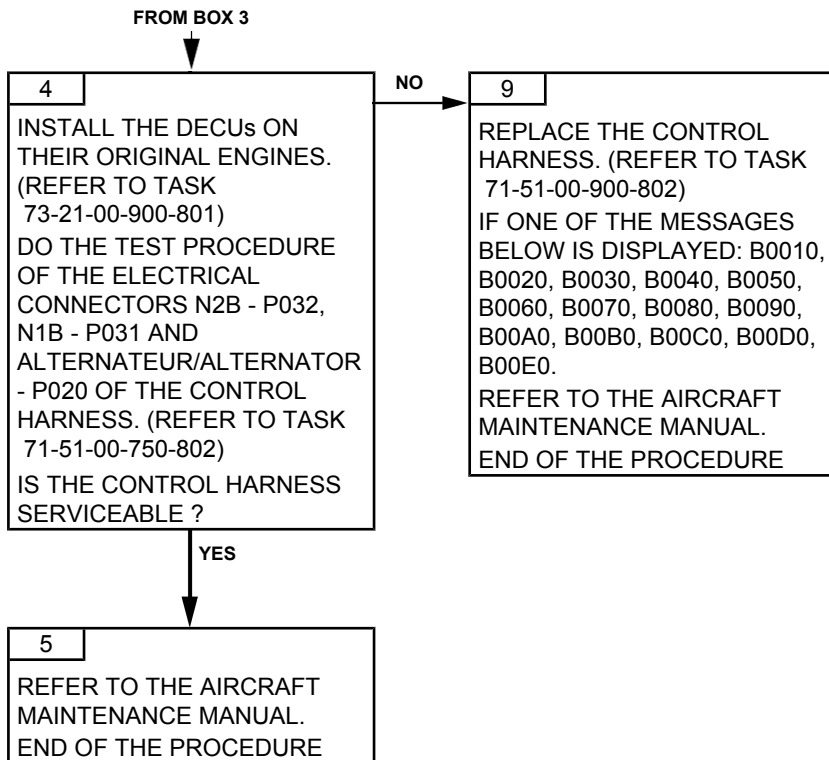 FROM BOX 3
4
INSTALL THE DECUs ON
THEIR ORIGINAL ENGINES.
(REFER TO TASK
73-21-00-900-801)
DO THE TEST PROCEDURE
OF THE ELECTRICAL
CONNECTORS N2B - P032,
N1B - P031 AND
ALTERNATEUR/ALTERNATOR
- P020 OF THE CONTROL
HARNESS. (REFER TO TASK
71-51-00-750-802)
IS THE CONTROL HARNESS
SERVICEABLE ?
NO
9
REPLACE THE CONTROL
HARNESS. (REFER TO TASK
71-51-00-900-802)
IF ONE OF THE MESSAGES
BELOW IS DISPLAYED: B0010,
B0020, B0030, B0040, B0050,
B0060, B0070, B0080, B0090,
B00A0, B00B0, B00C0, B00D0,
B00E0.
REFER TO THE AIRCRAFT
MAINTENANCE MANUAL.
END OF THE PROCEDURE
YES
5
REFER TO THE AIRCRAFT
MAINTENANCE MANUAL.
END OF THE PROCEDURE